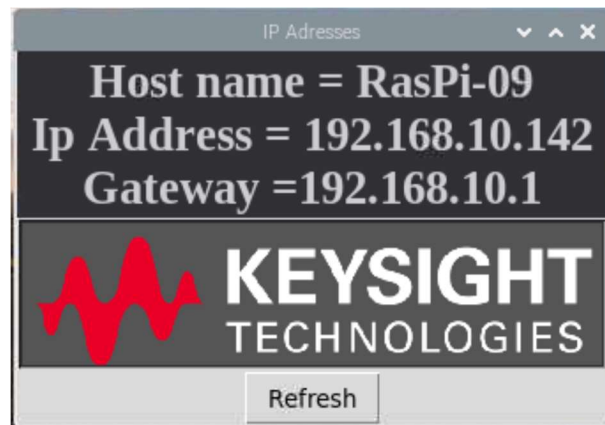 IP Adresses
Host name = RasPi-09
Ip Address = 192.168.10.142
Gateway =192.168.10.1
KEYSIGHT
TECHNOLOGIES
Refresh